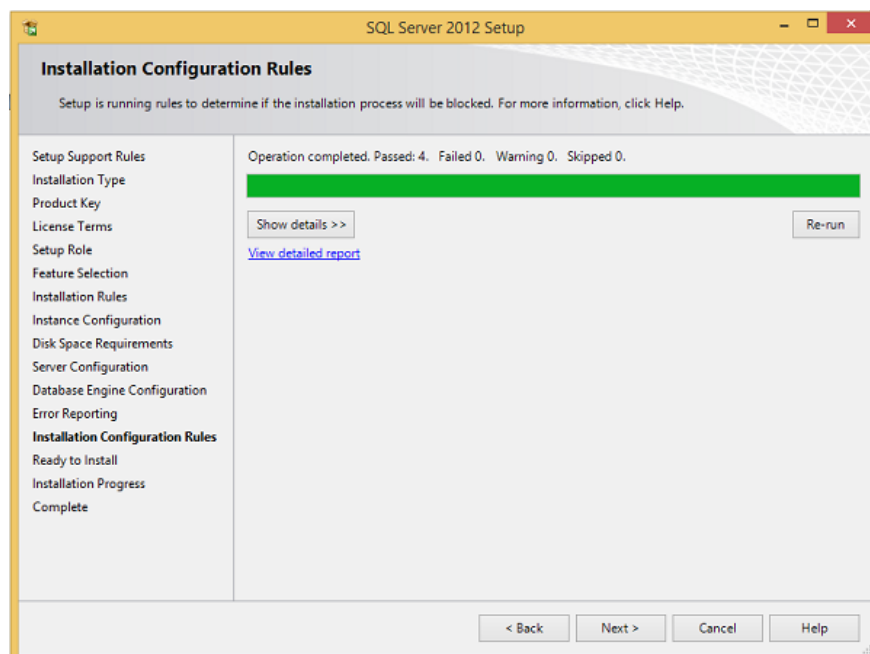 SQL Server 2012 Setup
Installation Configuration Rules
Setup is running rules to determine if the installation process will be blocked. For more information, click Help.
Setup Support Rules
Installation Type
Product Key
License Terms
Setup Role
Feature Selection
Installation Rules
Instance Configuration
Disk Space Requirements
Server Configuration
Database Engine Configuration
Error Reporting
Installation Configuration Rules
Ready to Install
Installation Progress
Complete
Operation completed. Passed: 4. Failed 0. Warning 0. Skipped 0.
Show details >>
Re-run
View detailed report
< Back
Next >
Cancel
Help